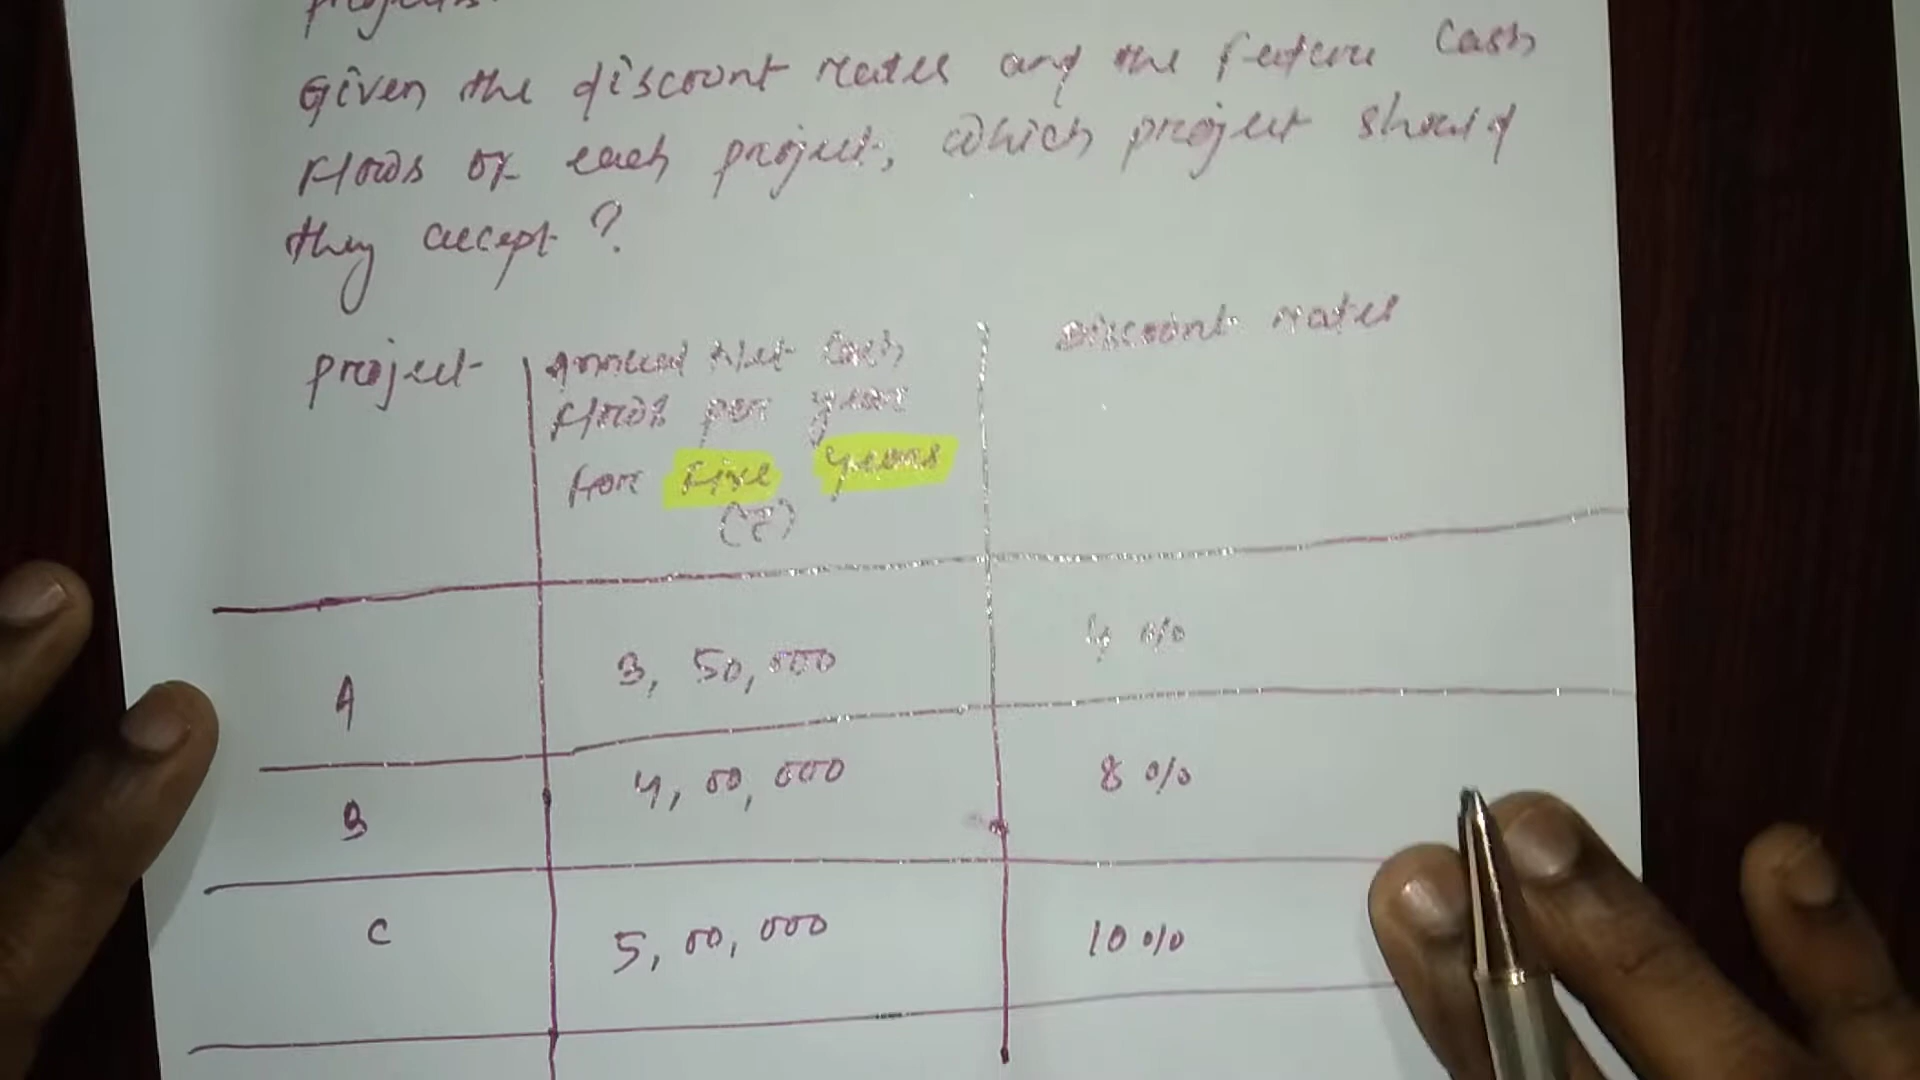 Given the discount rates and the future cash
flows of each project, which project should
they accept?
project
Annual Net Cash
flows per year
for five years
(₹)
Discount rates
A
3, 50,000
4 %
B
4, 00, 000
8 %
C
5, 00, 000
10 %